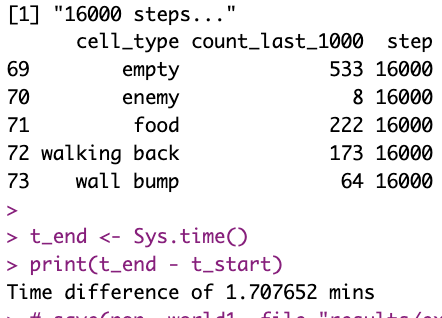 [1] "16000 steps..."
cell_type count_last_1000 step
69 empty 533 16000
70 enemy 8 16000
71 food 222 16000
72 walking back 173 16000
73 wall bump 64 16000
>
> t_end <- Sys.time()
> print(t_end - t_start)
Time difference of 1.707652 mins